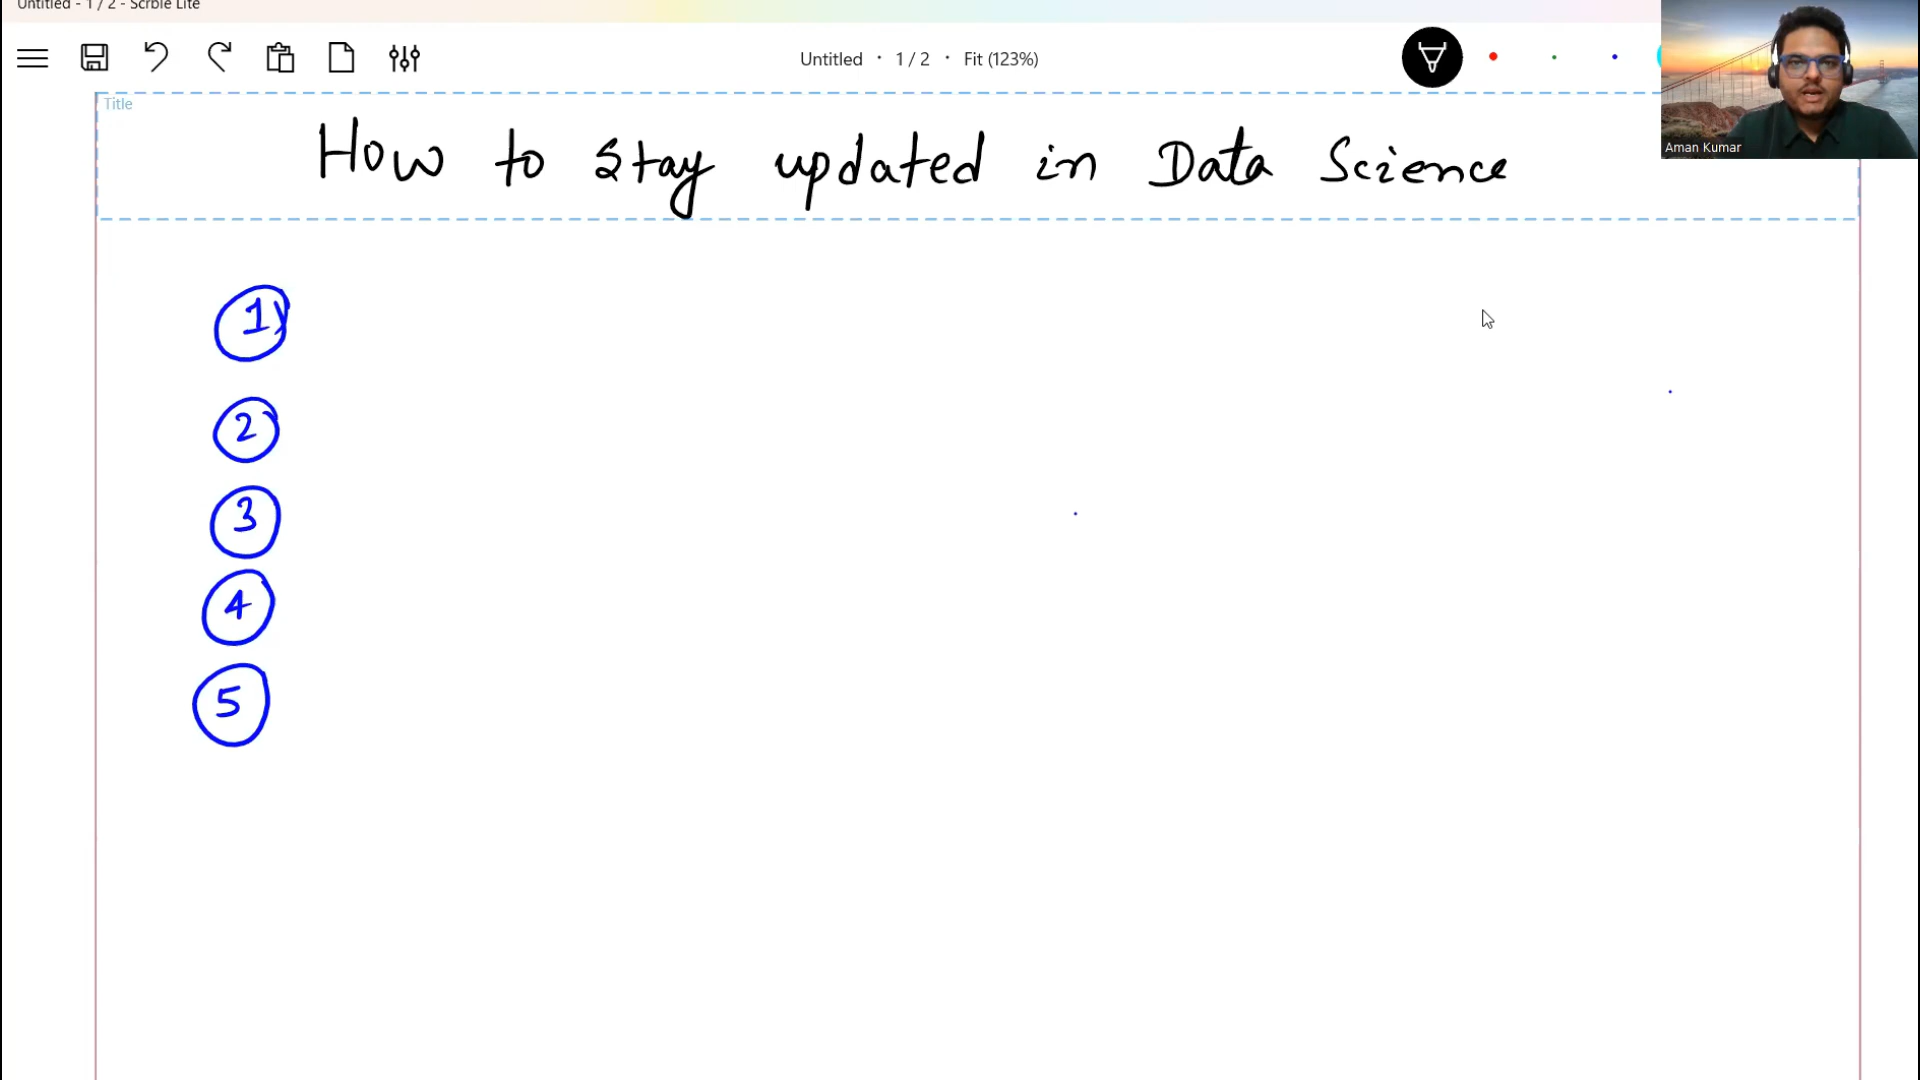 Untitled - 1 / 2 - Scrble Lite
Untitled · 1 / 2 · Fit (123%)
Aman Kumar
Title
How to stay updated in Data Science
1)
2
3
4
5